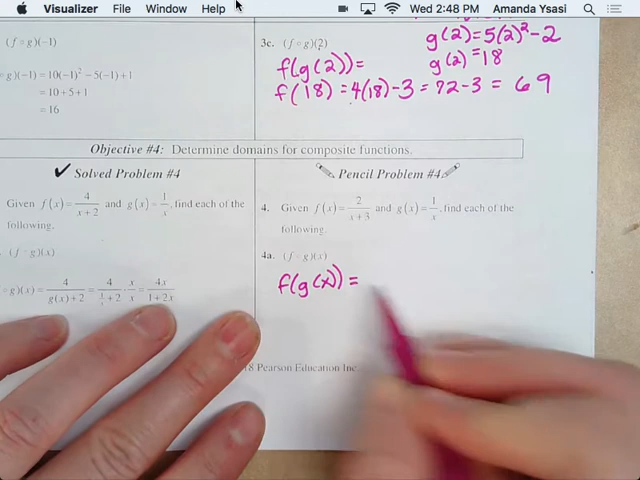 Visualizer File Window Help Wed 2:48 PM Amanda Ysasi
(f∘g)(−1)
g)(−1) = 10(−1)² −5(−1)+1
= 10+5+1
= 16
3c. (f∘g)(2)
g(2)=5(2)²-2
f(g(2))= g(2)=18
f(18)=4(18)-3=72-3=69
Objective #4: Determine domains for composite functions.
✔ Solved Problem #4
Given f(x)= 4/(x+2) and g(x)= 1/x, find each of the
following.
(f∘g)(x)
g)(x) = 4/(g(x)+2) = 4/(1/x+2) · x/x = 4x/(1+2x)
Pencil Problem #4
4. Given f(x)= 2/(x+3) and g(x)= 1/x, find each of the
following.
4a. (f∘g)(x)
f(g(x))=
Pearson Education Inc.